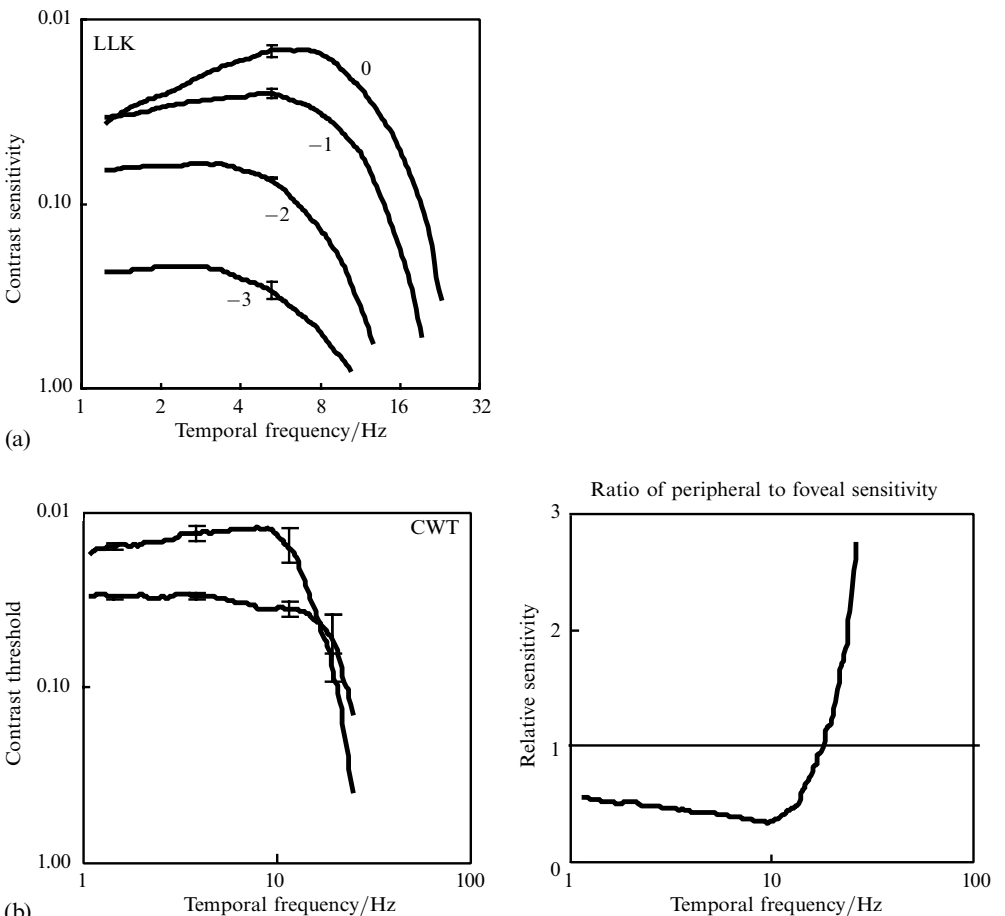 0.01
LLK
0
−1
Contrast sensitivity
0.10
−2
−3
1.00
1 2 4 8 16 32
Temporal frequency/Hz
(a)
Ratio of peripheral to foveal sensitivity
0.01
CWT
Contrast threshold
0.10
1.00
1 10 100
Temporal frequency/Hz
3
2
Relative sensitivity
1
0
1 10 100
Temporal frequency/Hz
(b)